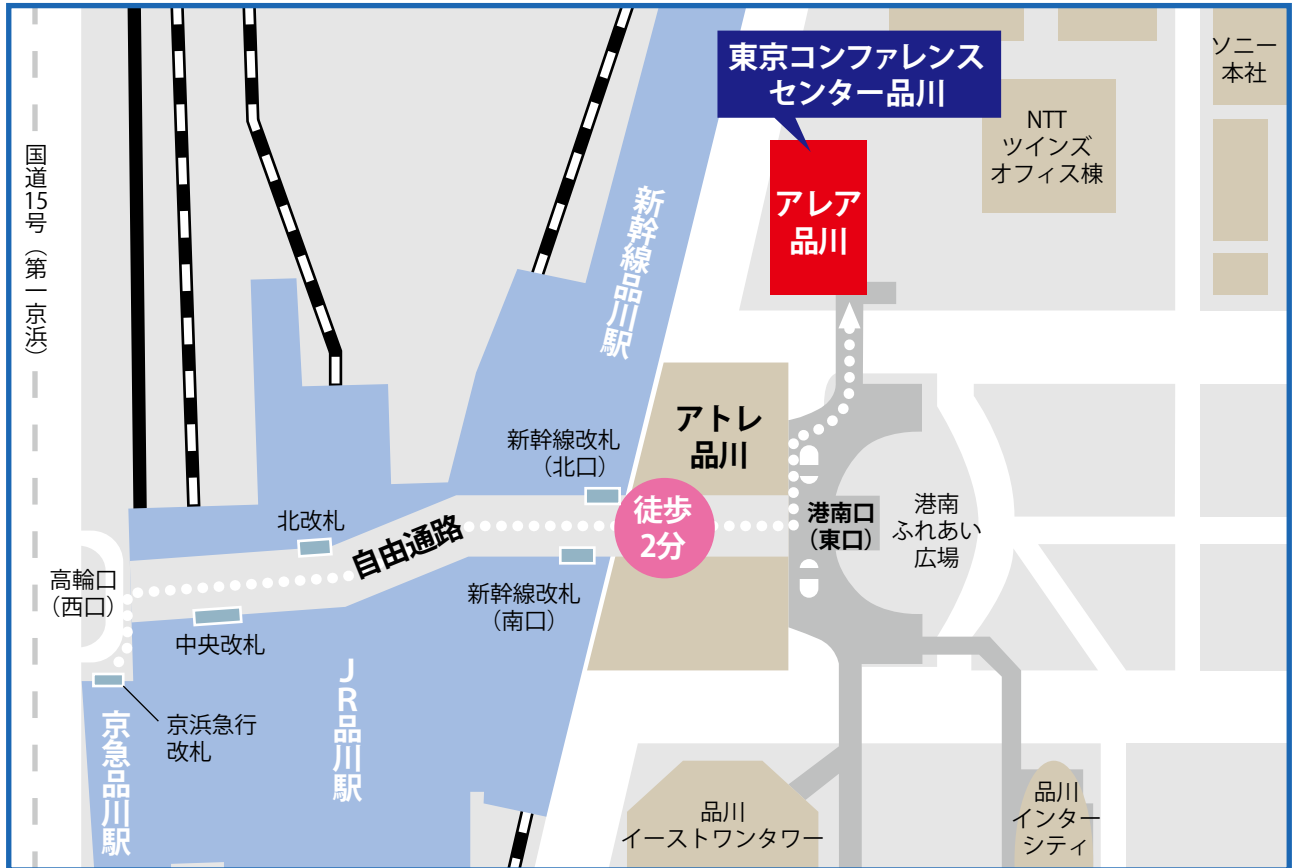 東京コンファレンス
センター品川
ソニー
本社
NTT
ツインズ
オフィス棟
国道15号（第一京浜）
アレア
品川
新幹線品川駅
アトレ
品川
新幹線改札
（北口）
徒歩
2分
北改札
自由通路
港南口
（東口）
港南
ふれあい
広場
高輪口
（西口）
新幹線改札
（南口）
中央改札
JR品川駅
京浜急行
改札
京急品川駅
品川
イーストワンタワー
品川
インター
シティ